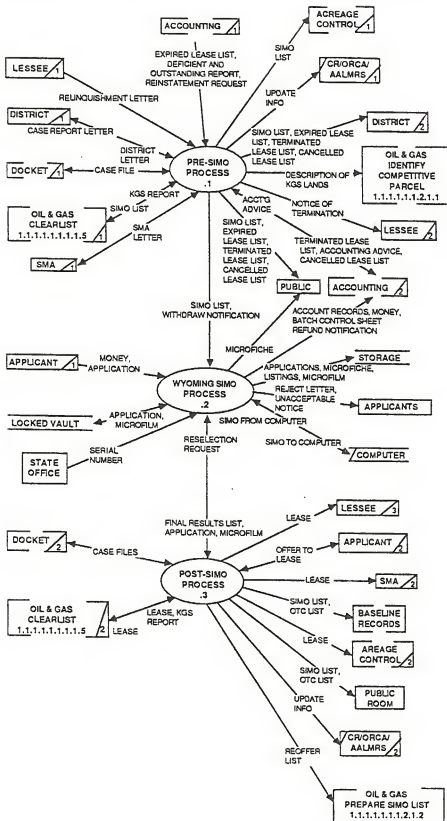 ACCOUNTING 1
ACREAGE
CONTROL 1
EXPIRED LEASE LIST,
DEFICIENT AND
OUTSTANDING REPORT,
REINSTATEMENT REQUEST
SIMO
LIST
LESSEE 1
CR/ORCA/
AALMRS 1
RELINQUISHMENT LETTER
UPDATE
INFO
DISTRICT 1
CASE REPORT LETTER
DISTRICT
LETTER
SIMO LIST, EXPIRED LEASE
LIST, TERMINATED
LEASE LIST, CANCELLED
LEASE LIST
DISTRICT 2
DOCKET 1
CASE FILE
PRE-SIMO
PROCESS
.1
DESCRIPTION OF
KGS LANDS
OIL & GAS
IDENTIFY
COMPETITIVE
PARCEL
1.1.1.1.1.1.2.1.1
KGS REPORT
SIMO LIST
OIL & GAS
CLEARLIST
1.1.1.1.1.1.1.5 1
SMA
LETTER
SMA 1
ACCT'G
ADVICE
NOTICE OF
TERMINATION
LESSEE 2
SIMO LIST,
EXPIRED
LEASE LIST,
TERMINATED
LEASE LIST,
CANCELLED
LEASE LIST
TERMINATED LEASE
LIST, ACCOUNTING ADVICE,
CANCELLED LEASE LIST
PUBLIC
ACCOUNTING 2
SIMO LIST,
WITHDRAW NOTIFICATION
ACCOUNT RECORDS, MONEY,
BATCH CONTROL SHEET
REFUND NOTIFICATION
MICROFICHE
APPLICANT 1
MONEY,
APPLICATION
WYOMING SIMO
PROCESS
.2
STORAGE
APPLICATIONS, MICROFICHE,
LISTINGS, MICROFILM
REJECT LETTER,
UNACCEPTABLE
NOTICE
APPLICANTS
LOCKED VAULT
APPLICATION,
MICROFILM
SIMO FROM COMPUTER
SIMO TO COMPUTER
COMPUTER
STATE
OFFICE
SERIAL
NUMBER
RESELECTION
REQUEST
FINAL RESULTS LIST,
APPLICATION, MICROFILM
LEASE
LESSEE 3
DOCKET 2
CASE FILES
OFFER TO
LEASE
APPLICANT 2
POST-SIMO
PROCESS
.3
LEASE
SMA 2
OIL & GAS
CLEARLIST
1.1.1.1.1.1.1.5 2
LEASE, KGS
REPORT
LEASE
SIMO LIST,
OTC LIST
BASELINE
RECORDS
LEASE
AREAGE
CONTROL 2
SIMO LIST,
OTC LIST
PUBLIC
ROOM
UPDATE
INFO
CR/ORCA/
AALMRS 2
REOFFER
LIST
OIL & GAS
PREPARE SIMO LIST
1.1.1.1.1.1.1.2.1.2